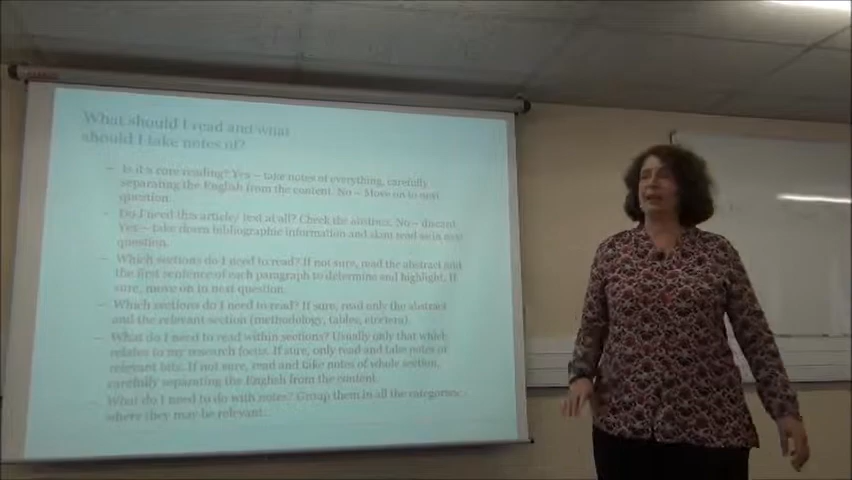 What should I read and what
should I take notes of?
– Is it a core reading? Yes – take notes of everything, carefully
separating the English from the content. No – Move on to next
question.
– Do I need this article/ text at all? Check the abstract. No – discard.
Yes – take down bibliographic information and skim read as in next
question.
– Which sections do I need to read? If not sure, read the abstract and
the first sentence of each paragraph to determine and highlight. If
sure, move on to next question.
– Which sections do I need to read? If sure, read only the abstract
and the relevant section (methodology, tables, etcetera).
– What do I need to read within sections? Usually only that which
relates to my research focus. If sure, only read and take notes of
relevant bits. If not sure, read and take notes of whole section,
carefully separating the English from the content.
– What do I need to do with notes? Group them in all the categories
where they may be relevant.